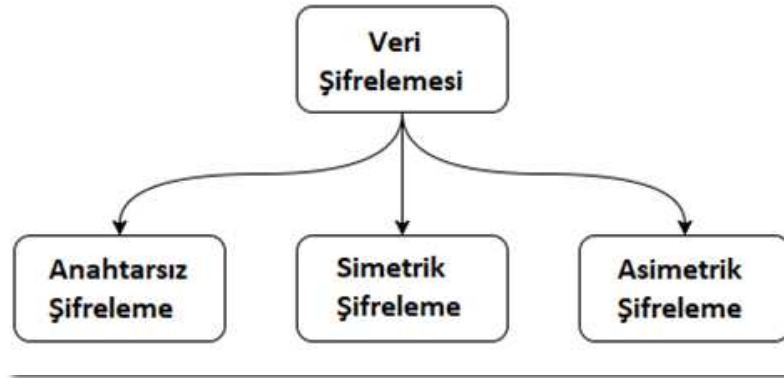 Veri
Şifrelemesi
Anahtarsız
Şifreleme
Simetrik
Şifreleme
Asimetrik
Şifreleme